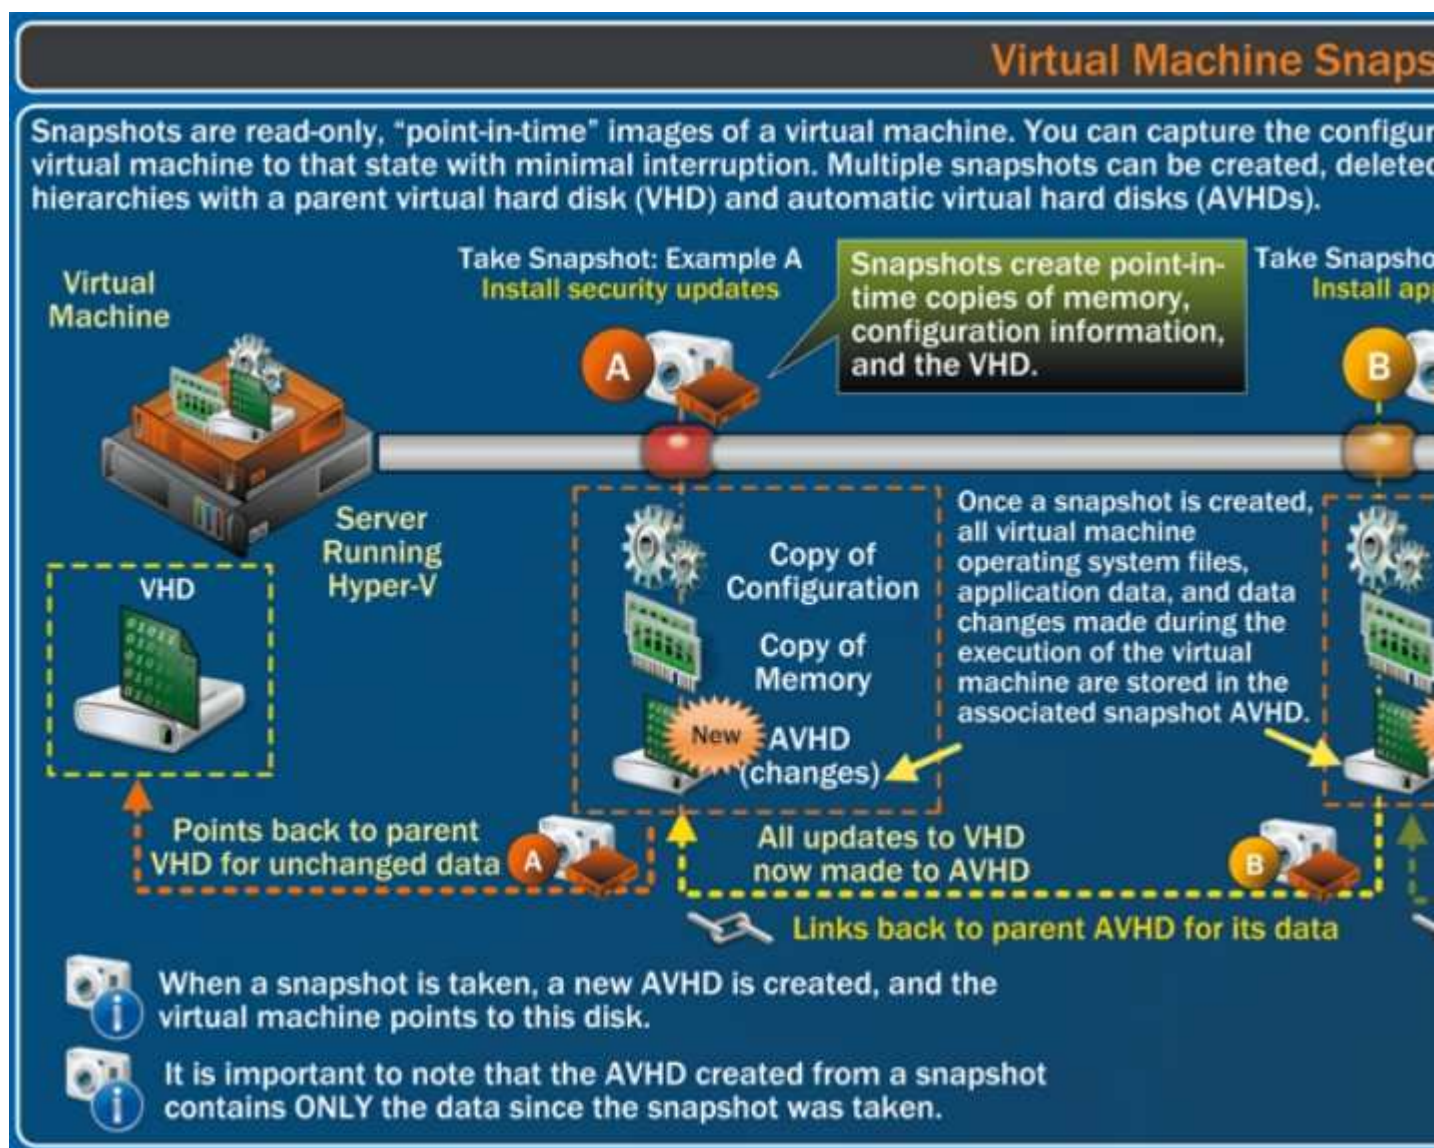 Virtual Machine Snaps
Snapshots are read-only, “point-in-time” images of a virtual machine. You can capture the configur
virtual machine to that state with minimal interruption. Multiple snapshots can be created, deleted
hierarchies with a parent virtual hard disk (VHD) and automatic virtual hard disks (AVHDs).
Virtual
Machine
Take Snapshot: Example A
Install security updates
A
Snapshots create point-in-
time copies of memory,
configuration information,
and the VHD.
Take Snapsho
Install app
B
Server
Running
Hyper-V
VHD
Copy of
Configuration
Copy of
Memory
New
AVHD
(changes)
Once a snapshot is created,
all virtual machine
operating system files,
application data, and data
changes made during the
execution of the virtual
machine are stored in the
associated snapshot AVHD.
Points back to parent
VHD for unchanged data
A
All updates to VHD
now made to AVHD
B
Links back to parent AVHD for its data
When a snapshot is taken, a new AVHD is created, and the
virtual machine points to this disk.
It is important to note that the AVHD created from a snapshot
contains ONLY the data since the snapshot was taken.